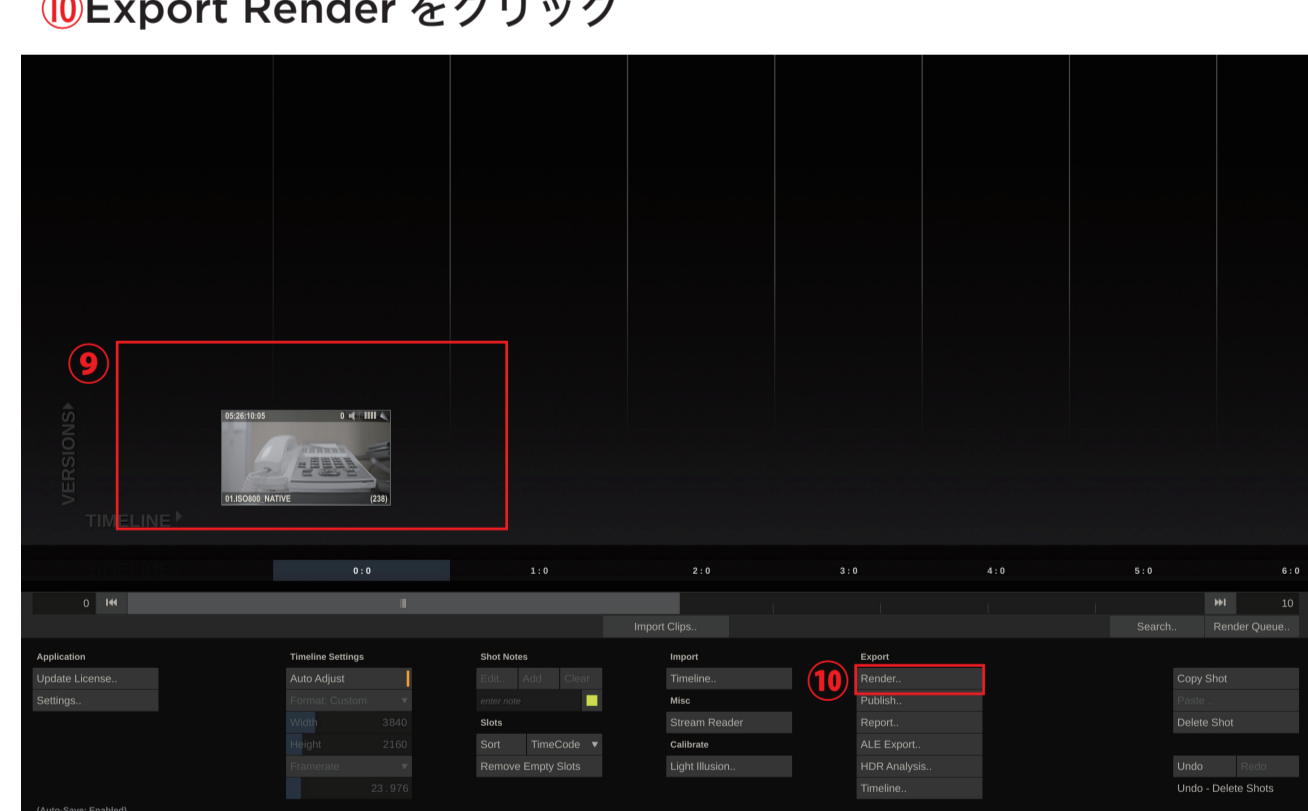 ⑩Export Render をクリック
⑨
05:26:10:05 0
01.ISO800_NATIVE (238)
VERSIONS
TIMELINE
0 : 0 1 : 0 2 : 0 3 : 0 4 : 0 5 : 0 6 : 0
0 10
Import Clips.. Search.. Render Queue..
Application Timeline Settings Shot Notes Import Export
Update License.. Auto Adjust Edit.. Add Clear Timeline.. ⑩ Render.. Copy Shot
Settings.. Format: Custom enter note Misc Publish.. Paste ..
Width 3840 Slots Stream Reader Report.. Delete Shot
Height 2160 Sort TimeCode Calibrate ALE Export..
Framerate Remove Empty Slots Light Illusion.. HDR Analysis.. Undo Redo
23.976 Timeline.. Undo - Delete Shots
(Auto-Save: Enabled)